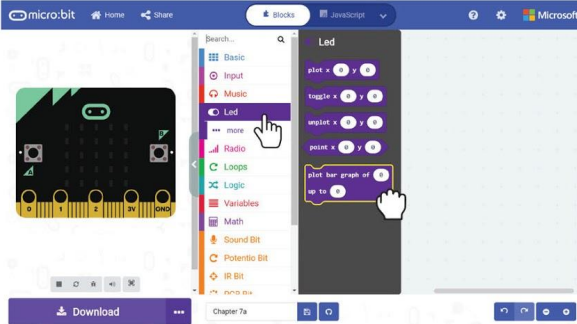 micro:bit Home Share Blocks JavaScript Microsoft
Search...
Basic
Input
Music
Led
more
Radio
Loops
Logic
Variables
Math
Sound Bit
Potentio Bit
IR Bit
Led
plot x 0 y 0
toggle x 0 y 0
unplot x 0 y 0
point x 0 y 0
plot bar graph of 0
up to 0
A
B
0 1 2 3V GND
Download
Chapter 7a